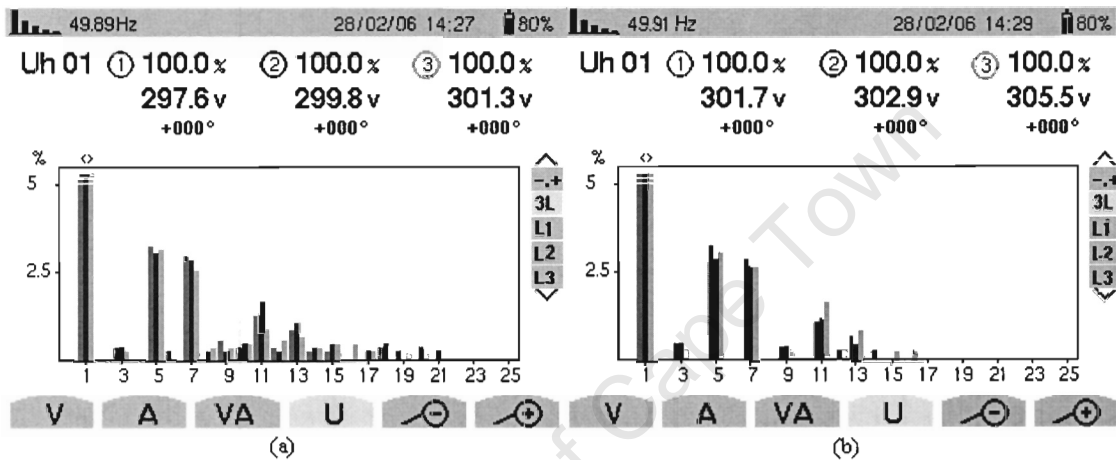 49.89Hz 28/02/06 14:27 80%
Uh 01 ① 100.0 % ② 100.0 % ③ 100.0 %
297.6 v 299.8 v 301.3 v
+000° +000° +000°
%
<>
5
2.5
1 3 5 7 9 11 13 15 17 19 21 23 25
-.+
3L
L1
L2
L3
V A VA U - +
(a)
49.91 Hz 28/02/06 14:29 80%
Uh 01 ① 100.0 % ② 100.0 % ③ 100.0 %
301.7 v 302.9 v 305.5 v
+000° +000° +000°
%
<>
5
2.5
1 3 5 7 9 11 13 15 17 19 21 23 25
-.+
3L
L1
L2
L3
V A VA U - +
(b)
of Cape Town